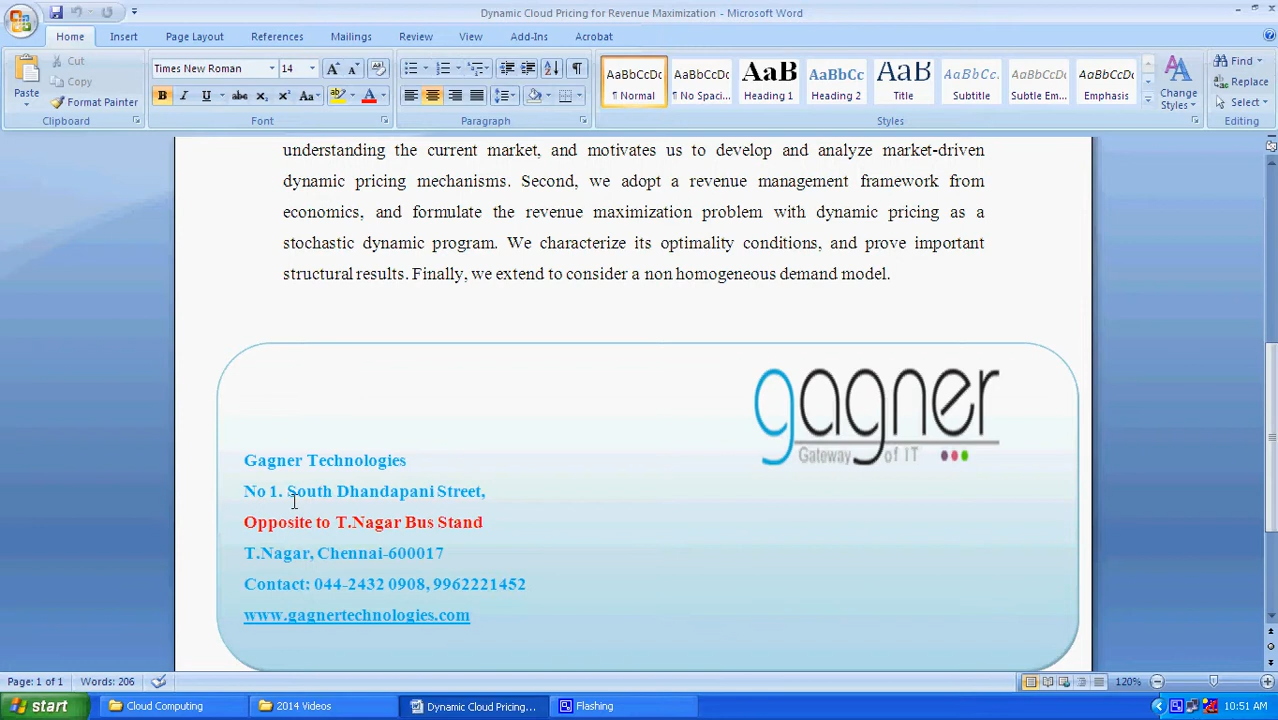 Dynamic Cloud Pricing for Revenue Maximization - Microsoft Word
Home Insert Page Layout References Mailings Review View Add-Ins Acrobat
Paste
Cut
Copy
Format Painter
Clipboard
Times New Roman 14
Font
Paragraph
AaBbCcDc AaBbCcDc AaB AaBbCc AaB AaBbCc. AaBbCcDc AaBbCcDc
¶ Normal ¶ No Spaci... Heading 1 Heading 2 Title Subtitle Subtle Em... Emphasis
Change Styles
Styles
Find
Replace
Select
Editing
understanding the current market, and motivates us to develop and analyze market-driven
dynamic pricing mechanisms. Second, we adopt a revenue management framework from
economics, and formulate the revenue maximization problem with dynamic pricing as a
stochastic dynamic program. We characterize its optimality conditions, and prove important
structural results. Finally, we extend to consider a non homogeneous demand model.
gagner
Gateway of IT
Gagner Technologies
No 1. South Dhandapani Street,
Opposite to T.Nagar Bus Stand
T.Nagar, Chennai-600017
Contact: 044-2432 0908, 9962221452
www.gagnertechnologies.com
Page: 1 of 1 Words: 206 120%
start Cloud Computing 2014 Videos Dynamic Cloud Pricing... Flashing 10:51 AM